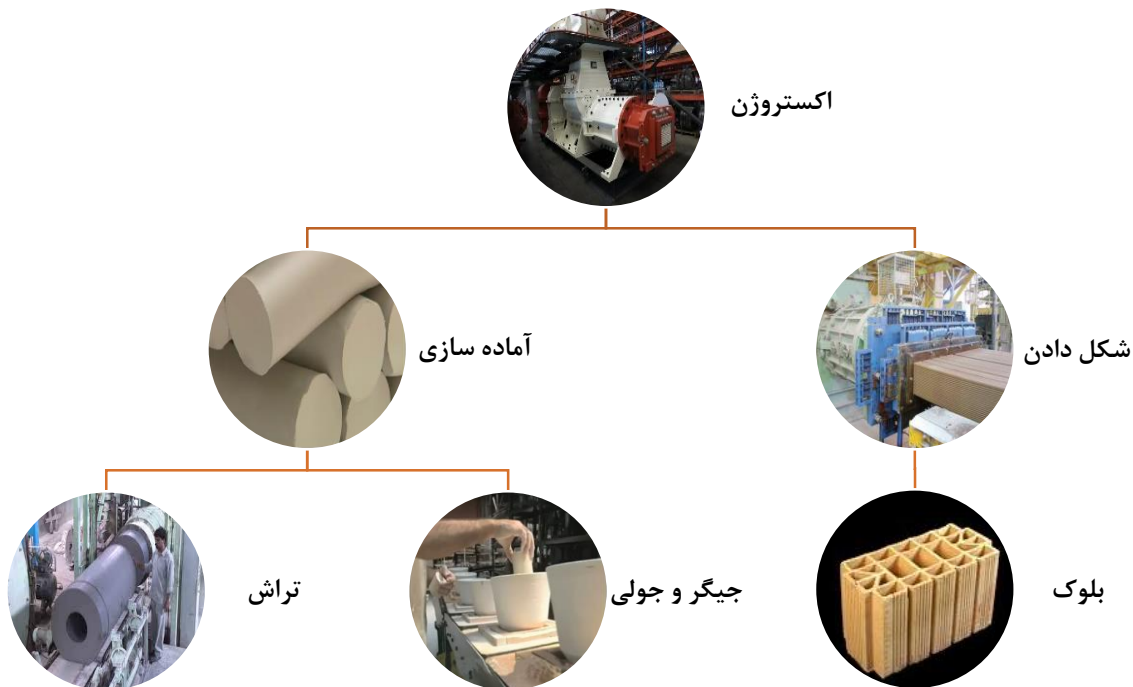 اکستروژن
شکل دادن
آماده سازی
بلوک
جیگر و جولی
تراش